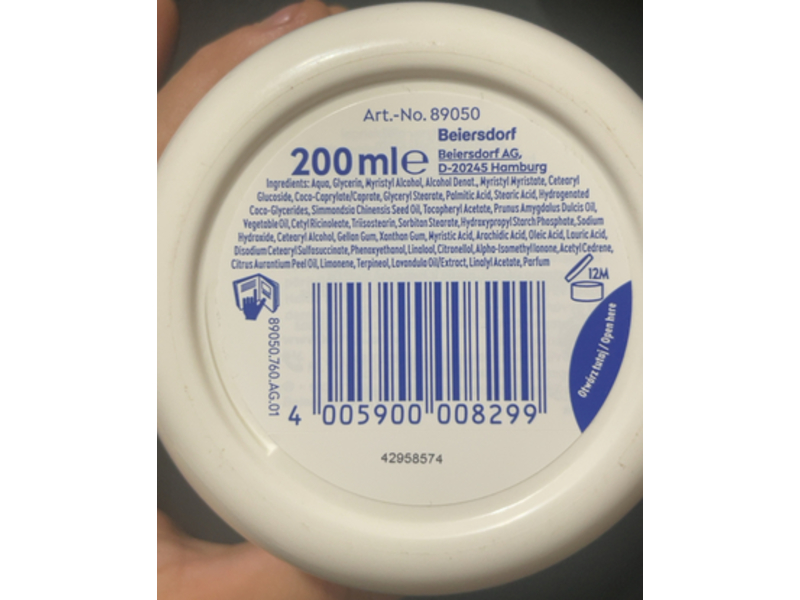 Art.-No. 89050
Beiersdorf
200 ml e
Beiersdorf AG,
D-20245 Hamburg
Ingredients: Aqua, Glycerin, Myristyl Alcohol, Alcohol Denat., Myristyl Myristate, Cetearyl
Glucoside, Coco-Caprylate/Caprate, Glyceryl Stearate, Palmitic Acid, Stearic Acid, Hydrogenated
Coco-Glycerides, Simmondsia Chinensis Seed Oil, Tocopheryl Acetate, Prunus Amygdalus Dulcis Oil,
Vegetable Oil, Cetyl Ricinoleate, Triisostearin, Sorbitan Stearate, Hydroxypropyl Starch Phosphate, Sodium
Hydroxide, Cetearyl Alcohol, Gellan Gum, Xanthan Gum, Myristic Acid, Arachidic Acid, Oleic Acid, Lauric Acid,
Disodium Cetearyl Sulfosuccinate, Phenoxyethanol, Linalool, Citronellol, Alpha-Isomethyl Ionone, Acetyl Cedrene,
Citrus Aurantium Peel Oil, Limonene, Terpineol, Lavandula Oil/Extract, Linalyl Acetate, Parfum
12M
Otwórz tutaj / Open here
89050.760.AG.01
4 005900 008299
42958574